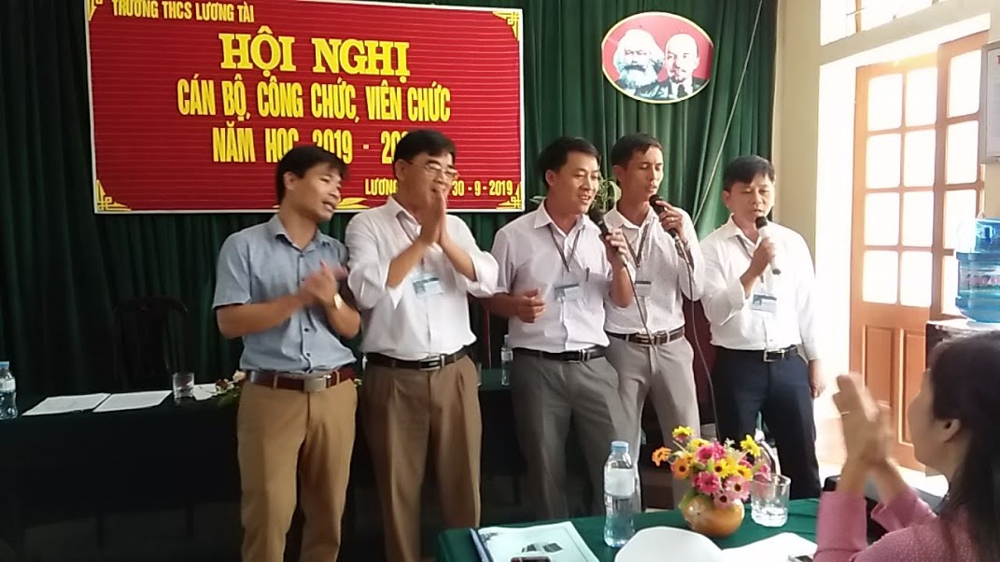 TRƯỜNG THCS LƯƠNG TÀI
HỘI NGHỊ
CÁN BỘ, CÔNG CHỨC, VIÊN CHỨC
NĂM HỌC 2019 - 20
LƯƠNG 30 - 9 - 2019